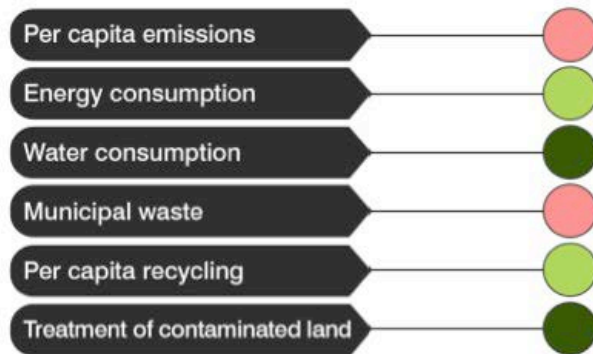 Per capita emissions
Energy consumption
Water consumption
Municipal waste
Per capita recycling
Treatment of contaminated land